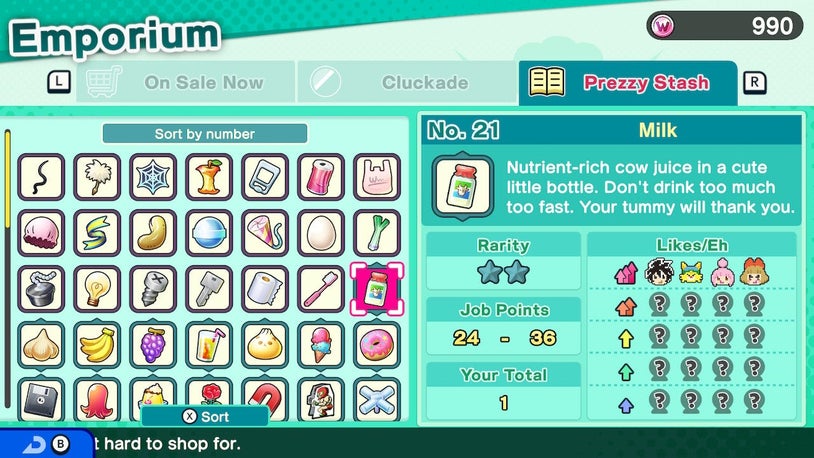 Emporium
990
L
On Sale Now
Cluckade
Prezzy Stash
R
Sort by number
No. 21
Milk
Nutrient-rich cow juice in a cute
little bottle. Don't drink too much
too fast. Your tummy will thank you.
Rarity
Likes/Eh
Job Points
24 - 36
Your Total
1
X Sort
B
t hard to shop for.